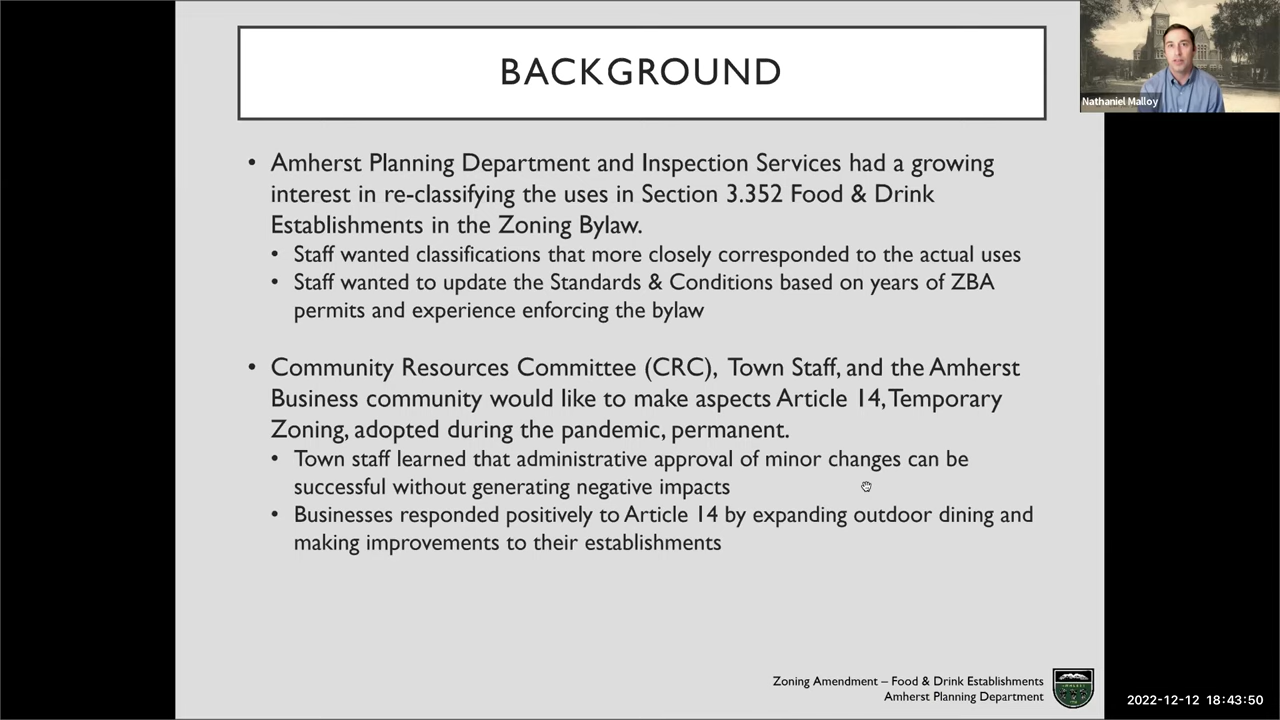 BACKGROUND
Nathaniel Malloy
• Amherst Planning Department and Inspection Services had a growing
interest in re-classifying the uses in Section 3.352 Food & Drink
Establishments in the Zoning Bylaw.
• Staff wanted classifications that more closely corresponded to the actual uses
• Staff wanted to update the Standards & Conditions based on years of ZBA
permits and experience enforcing the bylaw
• Community Resources Committee (CRC), Town Staff, and the Amherst
Business community would like to make aspects Article 14, Temporary
Zoning, adopted during the pandemic, permanent.
• Town staff learned that administrative approval of minor changes can be
successful without generating negative impacts
• Businesses responded positively to Article 14 by expanding outdoor dining and
making improvements to their establishments
Zoning Amendment – Food & Drink Establishments
Amherst Planning Department
2022-12-12 18:43:50